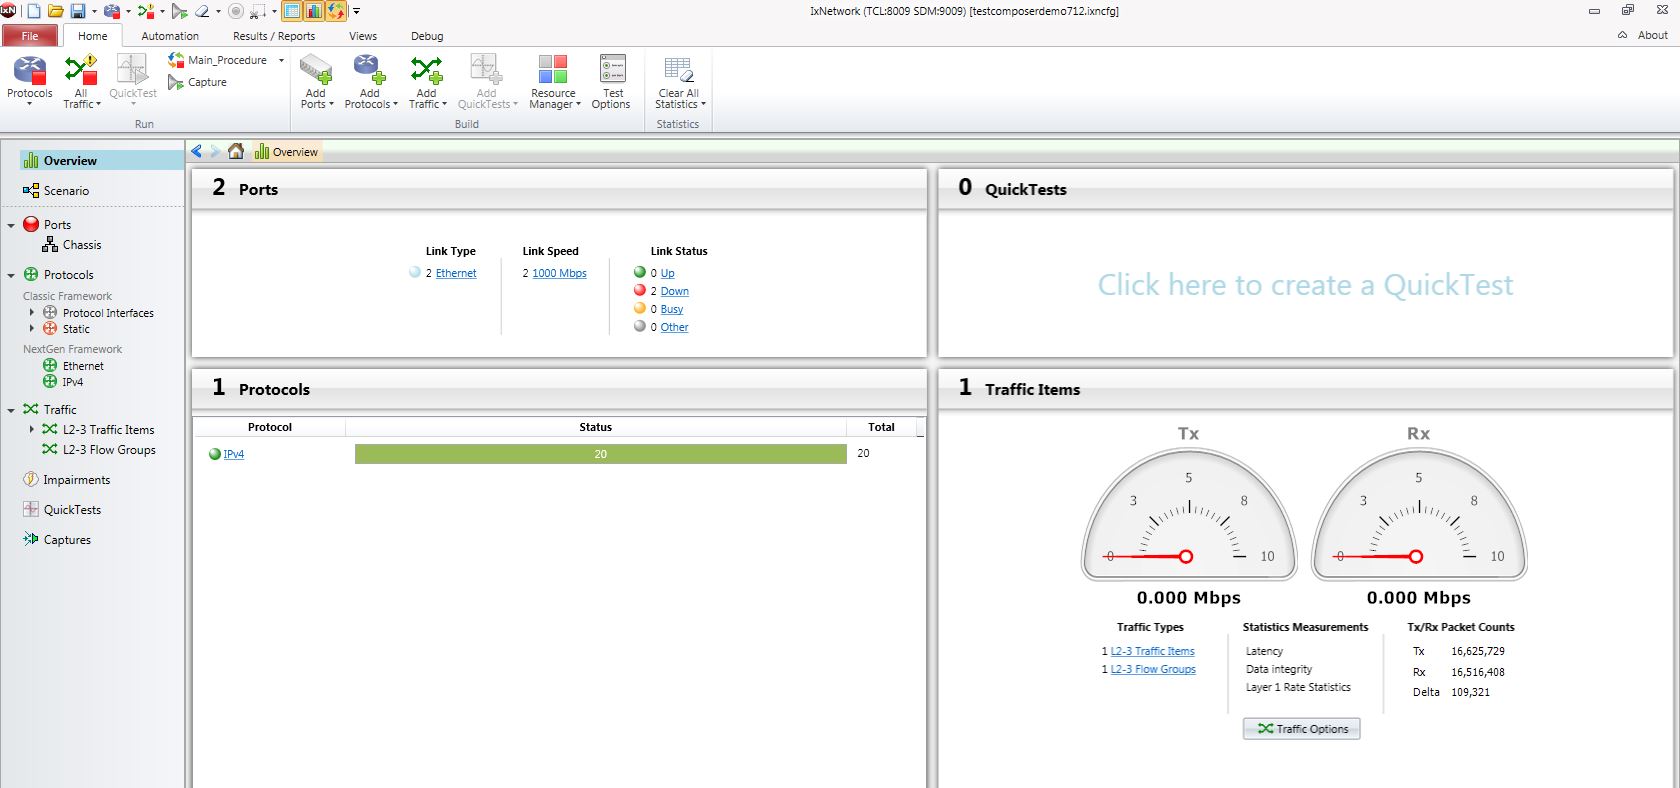 IxN
IxNetwork (TCL:8009 SDM:9009) [testcomposerdemo712.ixncfg]
File Home Automation Results / Reports Views Debug About
Protocols
All Traffic
QuickTest
Main_Procedure
Capture
Run
Add Ports
Add Protocols
Add Traffic
Add QuickTests
Resource Manager
Test Options
Build
Clear All Statistics
Statistics
Overview
Scenario
Ports
Chassis
Protocols
Classic Framework
Protocol Interfaces
Static
NextGen Framework
Ethernet
IPv4
Traffic
L2-3 Traffic Items
L2-3 Flow Groups
Impairments
QuickTests
Captures
Overview
2 Ports
Link Type Link Speed Link Status
2 Ethernet 2 1000 Mbps 0 Up
2 Down
0 Busy
0 Other
0 QuickTests
Click here to create a QuickTest
1 Protocols
Protocol Status Total
IPv4 20 20
1 Traffic Items
Tx Rx
0 3 5 8 10
0 3 5 8 10
0.000 Mbps 0.000 Mbps
Traffic Types Statistics Measurements Tx/Rx Packet Counts
1 L2-3 Traffic Items Latency Tx 16,625,729
1 L2-3 Flow Groups Data integrity Rx 16,516,408
Layer 1 Rate Statistics Delta 109,321
Traffic Options